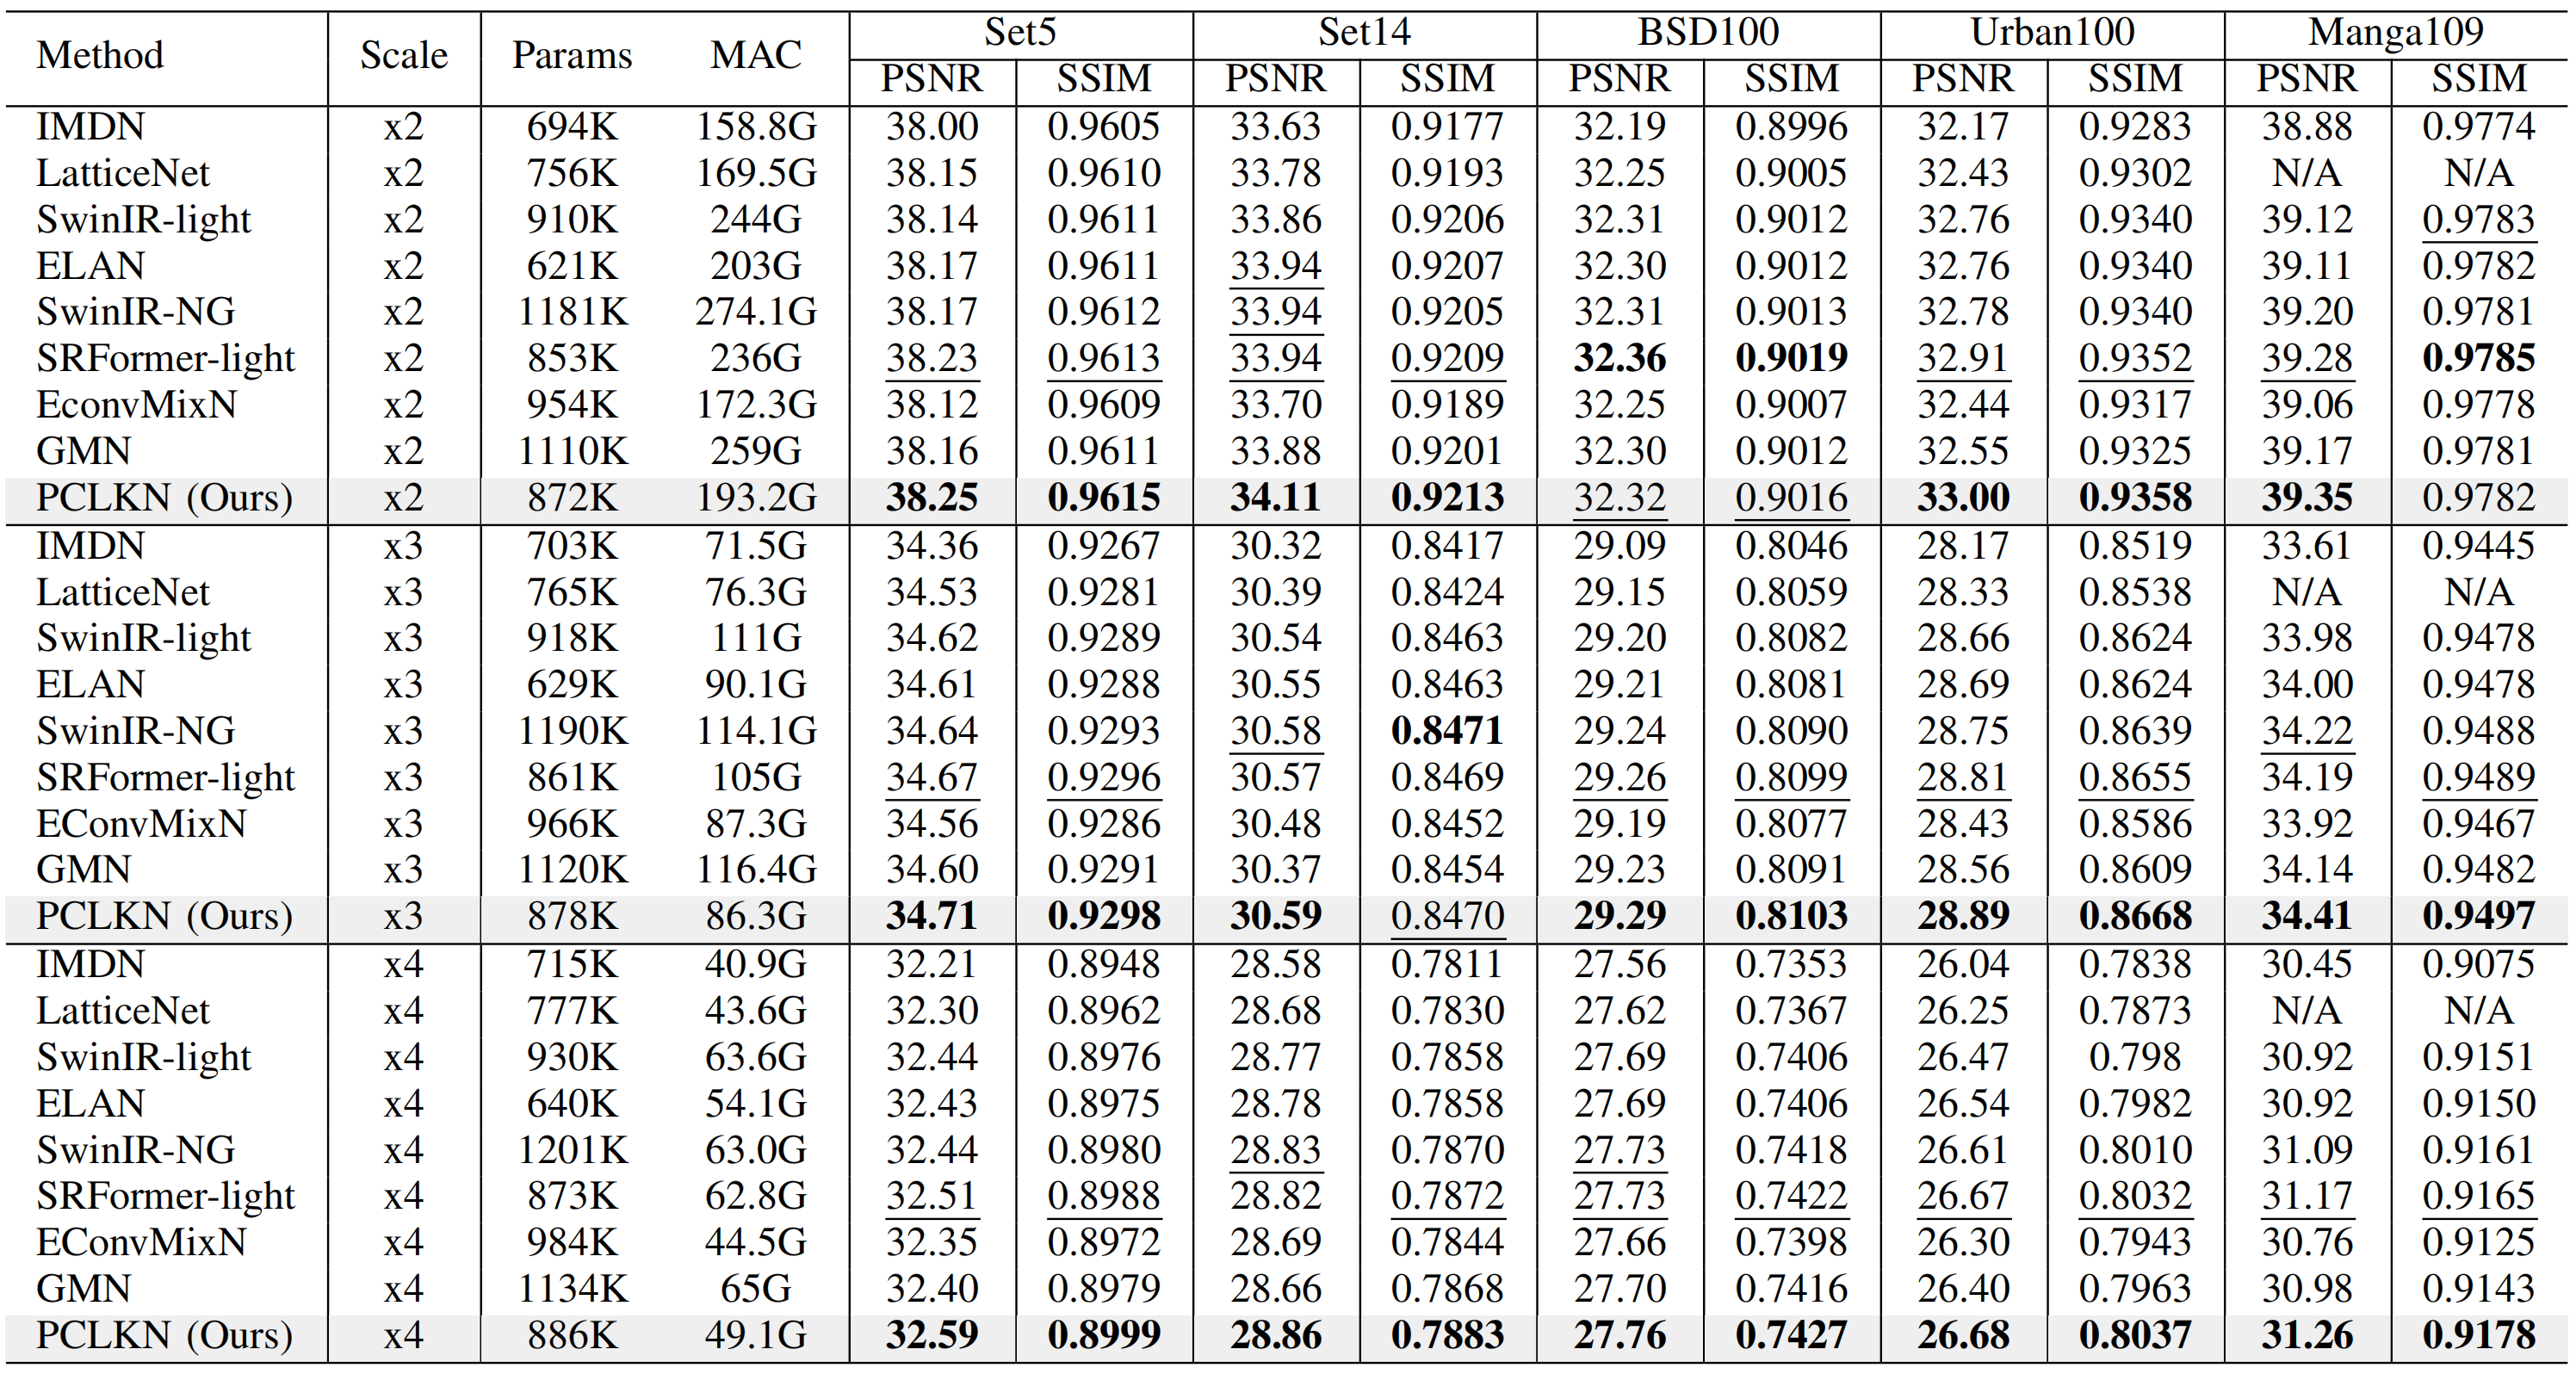 Method Scale Params MAC Set5 Set14 BSD100 Urban100 Manga109
PSNR SSIM PSNR SSIM PSNR SSIM PSNR SSIM PSNR SSIM
IMDN x2 694K 158.8G 38.00 0.9605 33.63 0.9177 32.19 0.8996 32.17 0.9283 38.88 0.9774
LatticeNet x2 756K 169.5G 38.15 0.9610 33.78 0.9193 32.25 0.9005 32.43 0.9302 N/A N/A
SwinIR-light x2 910K 244G 38.14 0.9611 33.86 0.9206 32.31 0.9012 32.76 0.9340 39.12 0.9783
ELAN x2 621K 203G 38.17 0.9611 33.94 0.9207 32.30 0.9012 32.76 0.9340 39.11 0.9782
SwinIR-NG x2 1181K 274.1G 38.17 0.9612 33.94 0.9205 32.31 0.9013 32.78 0.9340 39.20 0.9781
SRFormer-light x2 853K 236G 38.23 0.9613 33.94 0.9209 32.36 0.9019 32.91 0.9352 39.28 0.9785
EconvMixN x2 954K 172.3G 38.12 0.9609 33.70 0.9189 32.25 0.9007 32.44 0.9317 39.06 0.9778
GMN x2 1110K 259G 38.16 0.9611 33.88 0.9201 32.30 0.9012 32.55 0.9325 39.17 0.9781
PCLKN (Ours) x2 872K 193.2G 38.25 0.9615 34.11 0.9213 32.32 0.9016 33.00 0.9358 39.35 0.9782
IMDN x3 703K 71.5G 34.36 0.9267 30.32 0.8417 29.09 0.8046 28.17 0.8519 33.61 0.9445
LatticeNet x3 765K 76.3G 34.53 0.9281 30.39 0.8424 29.15 0.8059 28.33 0.8538 N/A N/A
SwinIR-light x3 918K 111G 34.62 0.9289 30.54 0.8463 29.20 0.8082 28.66 0.8624 33.98 0.9478
ELAN x3 629K 90.1G 34.61 0.9288 30.55 0.8463 29.21 0.8081 28.69 0.8624 34.00 0.9478
SwinIR-NG x3 1190K 114.1G 34.64 0.9293 30.58 0.8471 29.24 0.8090 28.75 0.8639 34.22 0.9488
SRFormer-light x3 861K 105G 34.67 0.9296 30.57 0.8469 29.26 0.8099 28.81 0.8655 34.19 0.9489
EConvMixN x3 966K 87.3G 34.56 0.9286 30.48 0.8452 29.19 0.8077 28.43 0.8586 33.92 0.9467
GMN x3 1120K 116.4G 34.60 0.9291 30.37 0.8454 29.23 0.8091 28.56 0.8609 34.14 0.9482
PCLKN (Ours) x3 878K 86.3G 34.71 0.9298 30.59 0.8470 29.29 0.8103 28.89 0.8668 34.41 0.9497
IMDN x4 715K 40.9G 32.21 0.8948 28.58 0.7811 27.56 0.7353 26.04 0.7838 30.45 0.9075
LatticeNet x4 777K 43.6G 32.30 0.8962 28.68 0.7830 27.62 0.7367 26.25 0.7873 N/A N/A
SwinIR-light x4 930K 63.6G 32.44 0.8976 28.77 0.7858 27.69 0.7406 26.47 0.798 30.92 0.9151
ELAN x4 640K 54.1G 32.43 0.8975 28.78 0.7858 27.69 0.7406 26.54 0.7982 30.92 0.9150
SwinIR-NG x4 1201K 63.0G 32.44 0.8980 28.83 0.7870 27.73 0.7418 26.61 0.8010 31.09 0.9161
SRFormer-light x4 873K 62.8G 32.51 0.8988 28.82 0.7872 27.73 0.7422 26.67 0.8032 31.17 0.9165
EConvMixN x4 984K 44.5G 32.35 0.8972 28.69 0.7844 27.66 0.7398 26.30 0.7943 30.76 0.9125
GMN x4 1134K 65G 32.40 0.8979 28.66 0.7868 27.70 0.7416 26.40 0.7963 30.98 0.9143
PCLKN (Ours) x4 886K 49.1G 32.59 0.8999 28.86 0.7883 27.76 0.7427 26.68 0.8037 31.26 0.9178